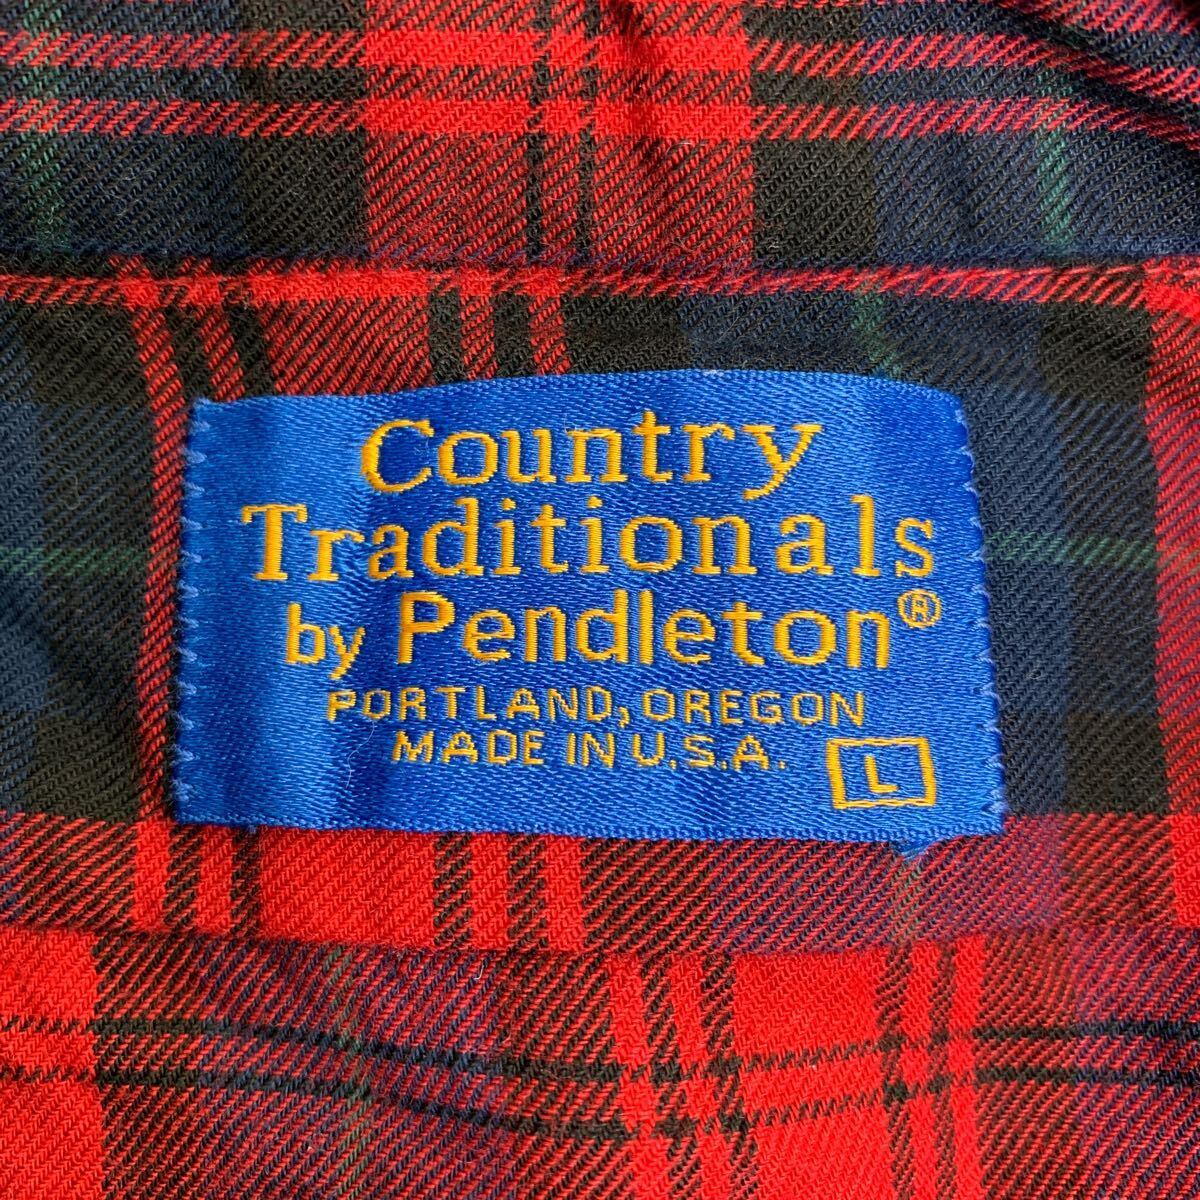 Country
Traditionals
by Pendleton®
PORTLAND, OREGON
MADE IN U.S.A.
L